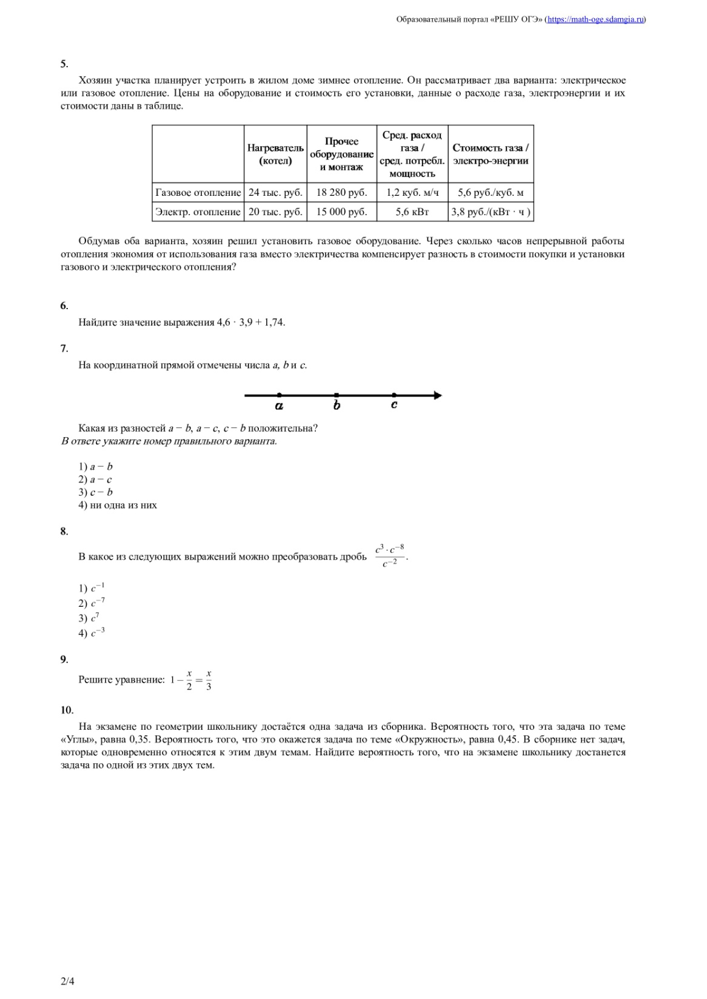 Образовательный портал «РЕШУ ОГЭ» (https://math-oge.sdamgia.ru)
5.
Хозяин участка планирует устроить в жилом доме зимнее отопление. Он рассматривает два варианта: электрическое
или газовое отопление. Цены на оборудование и стоимость его установки, данные о расходе газа, электроэнергии и их
стоимости даны в таблице.
Нагреватель
(котел)
Прочее
оборудование
и монтаж
Сред. расход
газа /
сред. потребл.
мощность
Стоимость газа /
электро-энергии
Газовое отопление 24 тыс. руб. 18 280 руб. 1,2 куб. м/ч 5,6 руб./куб. м
Электр. отопление 20 тыс. руб. 15 000 руб. 5,6 кВт 3,8 руб./(кВт · ч )
Обдумав оба варианта, хозяин решил установить газовое оборудование. Через сколько часов непрерывной работы
отопления экономия от использования газа вместо электричества компенсирует разность в стоимости покупки и установки
газового и электрического отопления?
6.
Найдите значение выражения 4,6 · 3,9 + 1,74.
7.
На координатной прямой отмечены числа a, b и c.
a b c
Какая из разностей a − b, a − c, c − b положительна?
В ответе укажите номер правильного варианта.
1) a − b
2) a − c
3) c − b
4) ни одна из них
8.
В какое из следующих выражений можно преобразовать дробь \frac{c^3 · c^{−8}}{c^{−2}}.
1) c^{−1}
2) c^{−7}
3) c^7
4) c^{−3}
9.
Решите уравнение: 1 − \frac{x}{2} = \frac{x}{3}
10.
На экзамене по геометрии школьнику достаётся одна задача из сборника. Вероятность того, что эта задача по теме
«Углы», равна 0,35. Вероятность того, что это окажется задача по теме «Окружность», равна 0,45. В сборнике нет задач,
которые одновременно относятся к этим двум темам. Найдите вероятность того, что на экзамене школьнику достанется
задача по одной из этих двух тем.
2/4